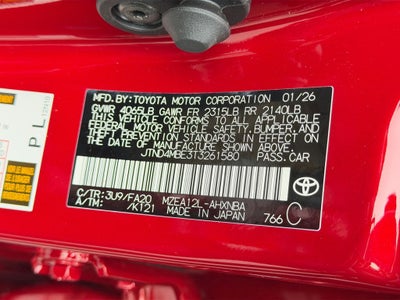 MFD BY: TOYOTA MOTOR CORPORATION 01/26
GVWR 4065LB GAWR FR 2315LB RR 2140LB
THIS VEHICLE CONFORMS TO ALL APPLICABLE
FEDERAL MOTOR VEHICLE SAFETY, BUMPER, AND
THEFT PREVENTION STANDARDS IN EFFECT ON
THE DATE OF MANUFACTURE SHOWN ABOVE.
JTND4MBE3T3261580 PASS.CAR
C/TR: 3U9/FA20 MZEA12L-AHXNBA
A/TM: /K121 MADE IN JAPAN 766 C
PL